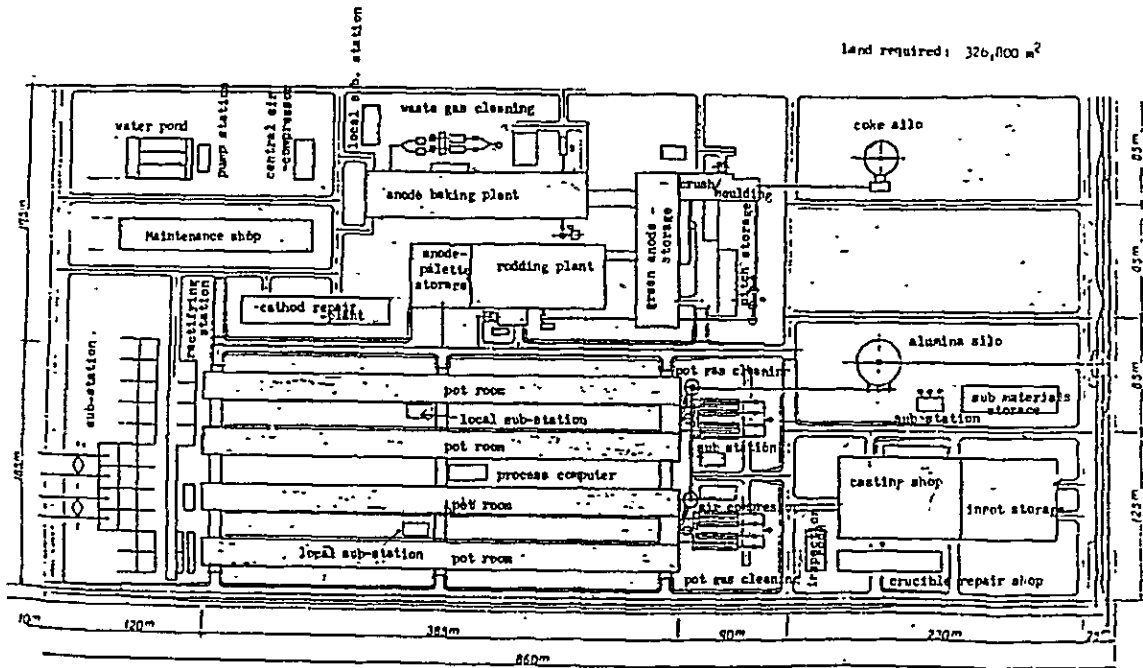 land required: 326,800 m²
local sub. station
waste gas cleaning
water pond
pump station
central air
-compressor
coke silo
anode baking plant
crush/
moulding
Maintenance shop
anode-
palette
storage
rodding plant
green anode -
storage
pitch storage
rectifying
station
-cathod repair
plant
sub-station
alumina silo
pot gas cleaning
pot room
local sub-station
sub materials
storage
sub-station
pot room
sub station
process computer
casting shop
pot room
air compressor
ingot storage
local sub-station
pot room
inspection
room
pot gas cleaning
crucible repair shop
175m
85m
123m
10m
120m
90m
860m